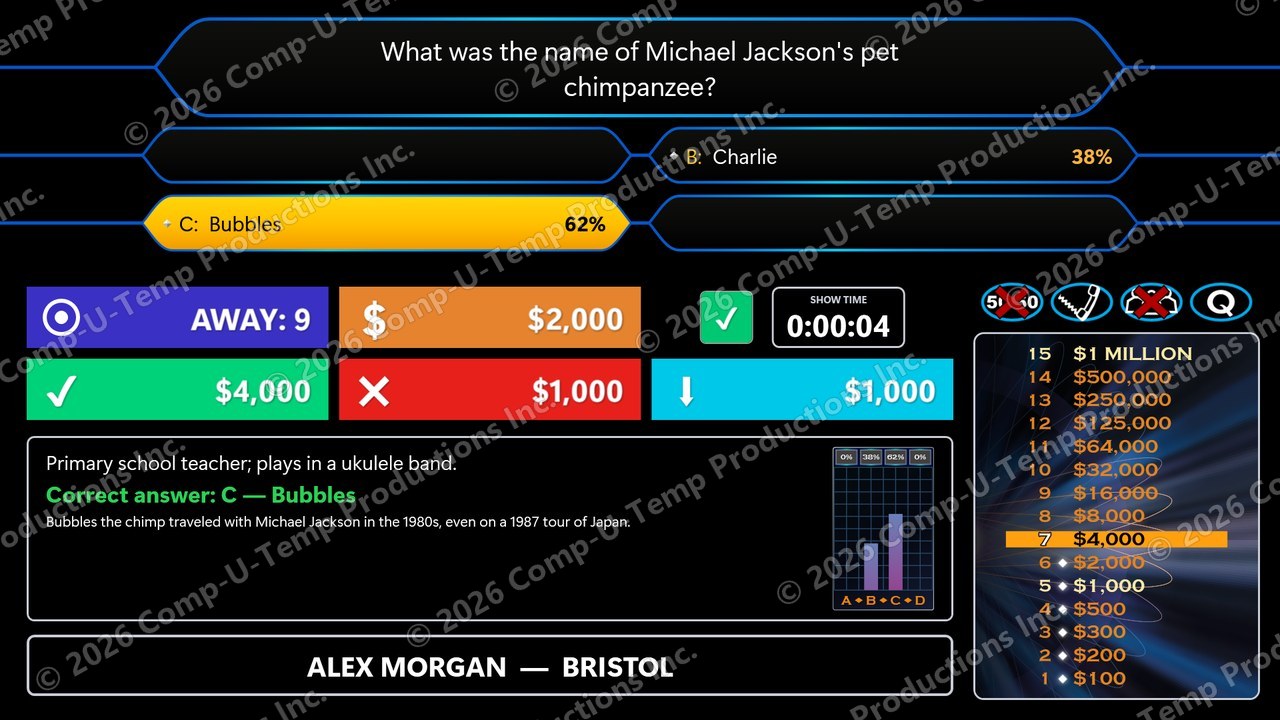 What was the name of Michael Jackson's pet
chimpanzee?
B: Charlie 38%
C: Bubbles 62%
AWAY: 9
$ $2,000
SHOW TIME
0:00:04
$4,000
$1,000
$1,000
50:50
Q
Primary school teacher; plays in a ukulele band.
Correct answer: C — Bubbles
Bubbles the chimp traveled with Michael Jackson in the 1980s, even on a 1987 tour of Japan.
0% 38% 62% 0%
A B C D
15 $1 MILLION
14 $500,000
13 $250,000
12 $125,000
11 $64,000
10 $32,000
9 $16,000
8 $8,000
7 $4,000
6 $2,000
5 $1,000
4 $500
3 $300
2 $200
1 $100
ALEX MORGAN — BRISTOL
© 2026 Comp-U-Temp Productions Inc.